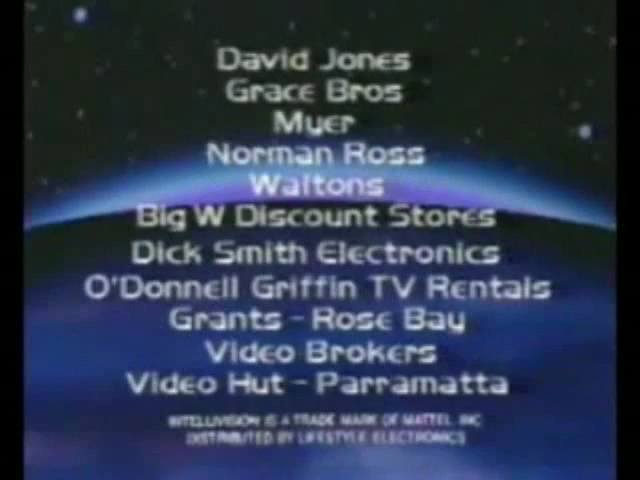 David Jones
Grace Bros
Myer
Norman Ross
Waltons
Big W Discount Stores
Dick Smith Electronics
O'Donnell Griffin TV Rentals
Grants - Rose Bay
Video Brokers
Video Hut - Parramatta
INTELLIVISION IS A TRADE MARK OF MATTEL, INC
DISTRIBUTED BY LIFESTYLE ELECTRONICS